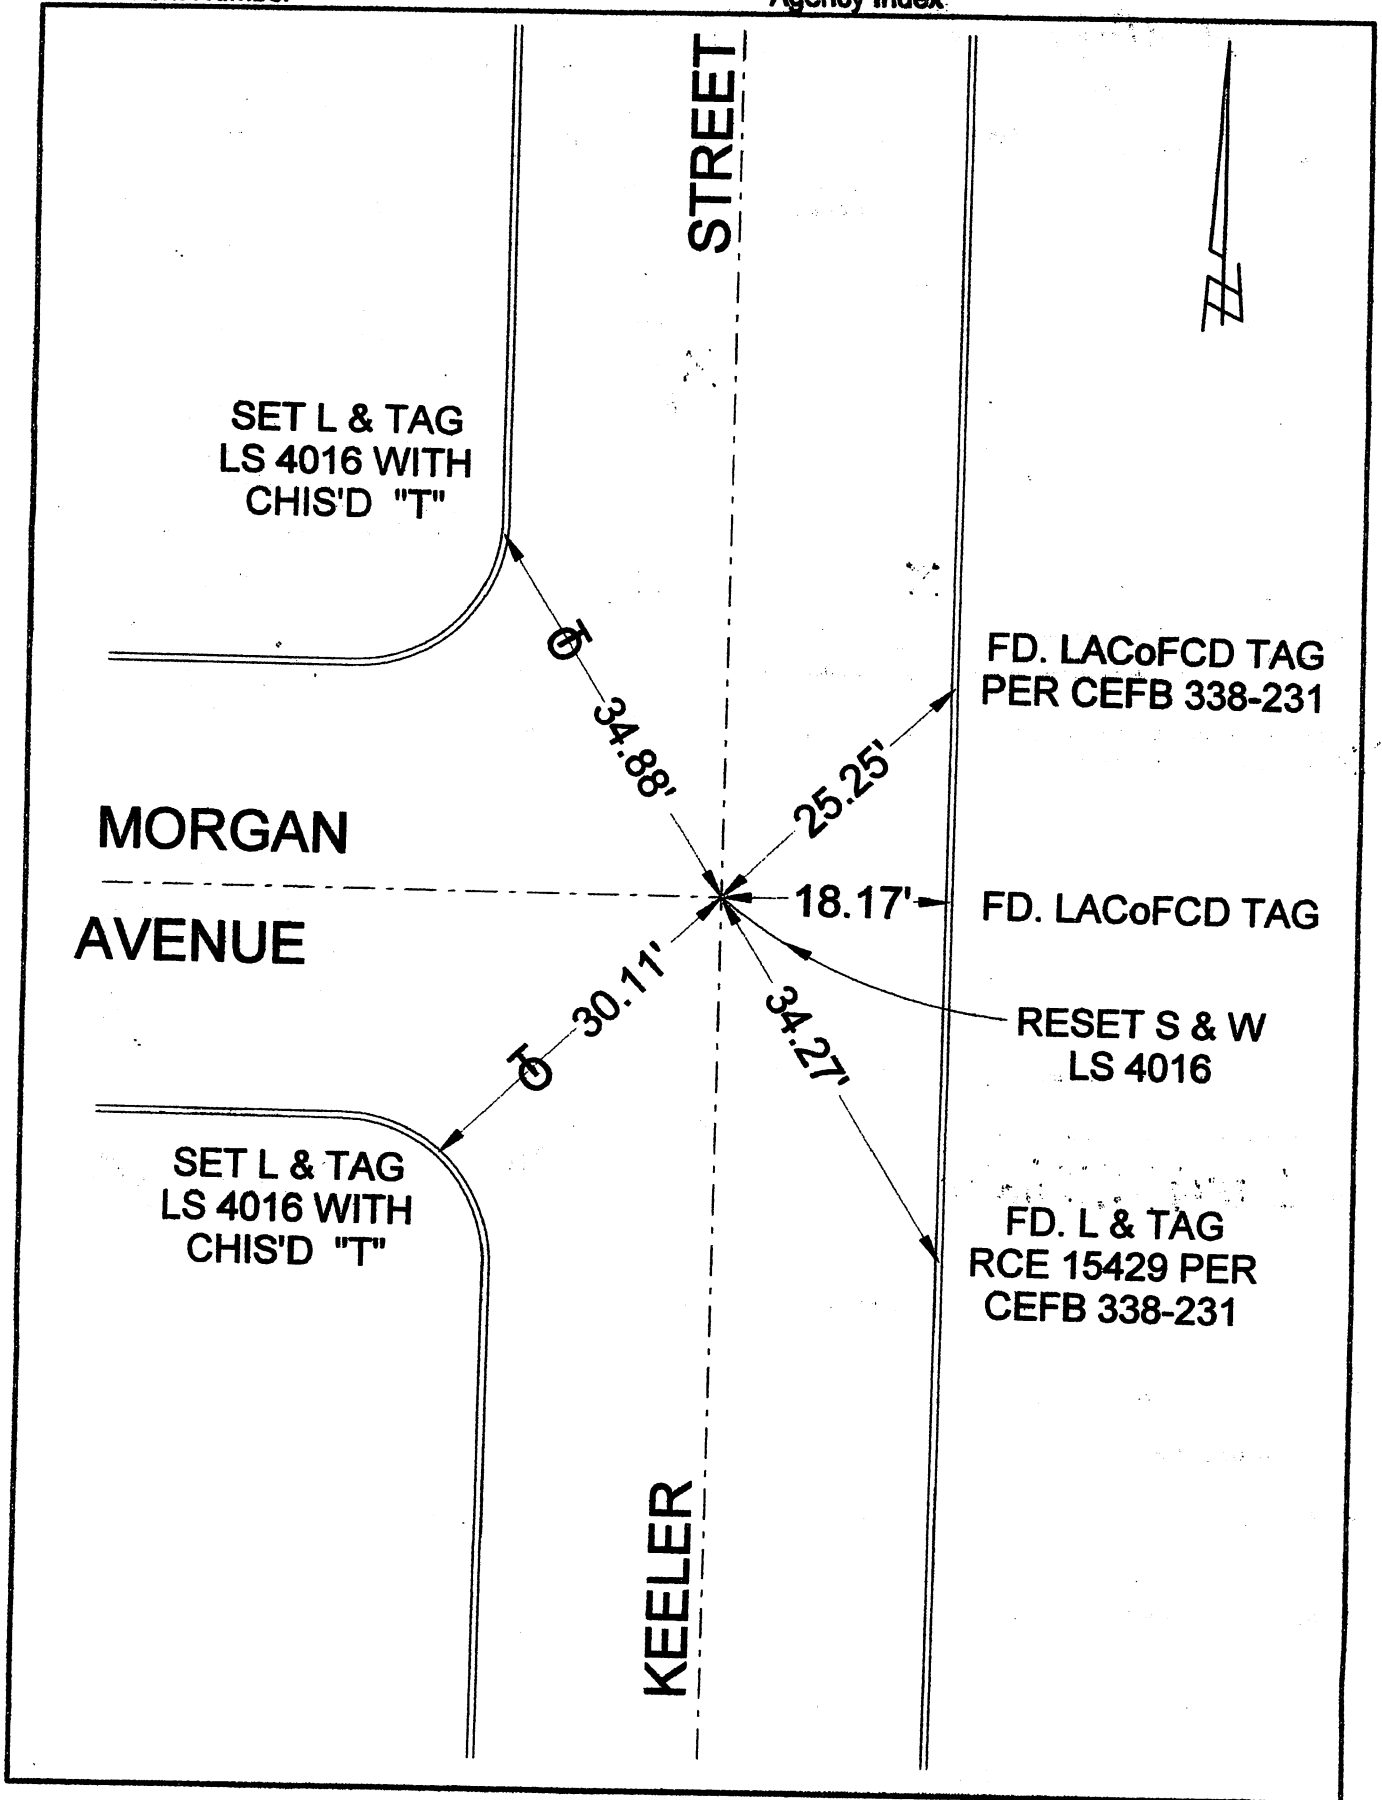 Agency Index
STREET
SET L & TAG
LS 4016 WITH
CHIS'D "T"
FD. LACoFCD TAG
PER CEFB 338-231
34.88'
25.25'
MORGAN
AVENUE
18.17'
FD. LACoFCD TAG
30.11'
34.27'
RESET S & W
LS 4016
SET L & TAG
LS 4016 WITH
CHIS'D "T"
FD. L & TAG
RCE 15429 PER
CEFB 338-231
KEELER